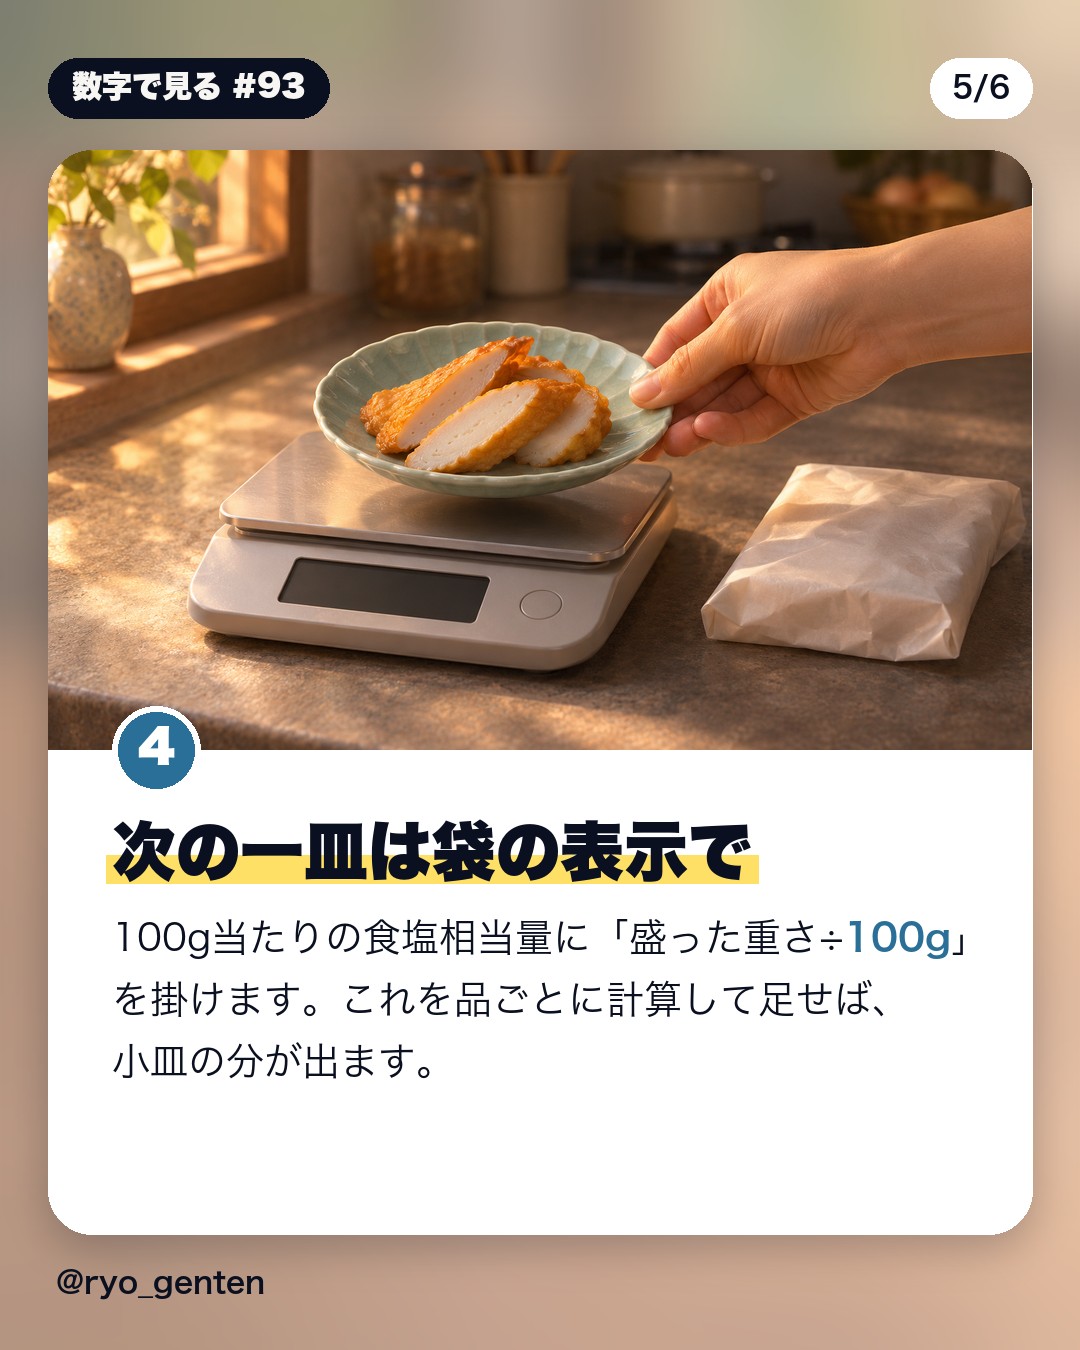 数字で見る #93
5/6
4
次の一皿は袋の表示で
100g当たりの食塩相当量に「盛った重さ÷100g」
を掛けます。これを品ごとに計算して足せば、
小皿の分が出ます。
@ryo_genten